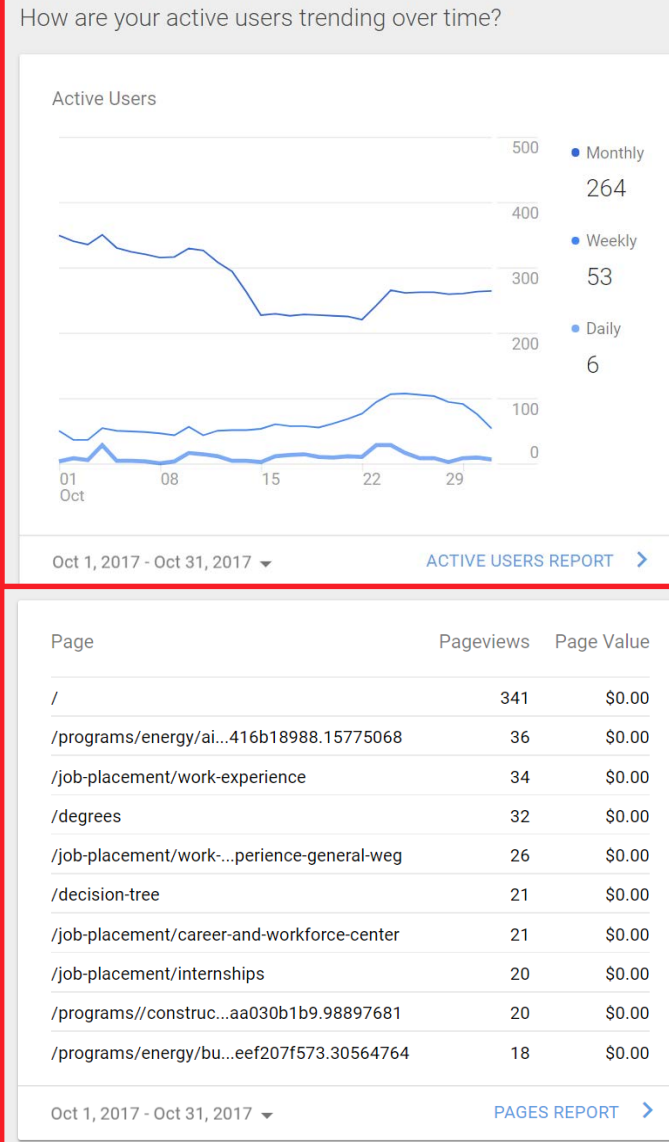 How are your active users trending over time?
Active Users
500
400
300
200
100
0
01 08 15 22 29
Oct
Monthly
264
Weekly
53
Daily
6
Oct 1, 2017 - Oct 31, 2017 ACTIVE USERS REPORT
Page Pageviews Page Value
/ 341 $0.00
/programs/energy/ai...416b18988.15775068 36 $0.00
/job-placement/work-experience 34 $0.00
/degrees 32 $0.00
/job-placement/work-...perience-general-weg 26 $0.00
/decision-tree 21 $0.00
/job-placement/career-and-workforce-center 21 $0.00
/job-placement/internships 20 $0.00
/programs//construc...aa030b1b9.98897681 20 $0.00
/programs/energy/bu...eef207f573.30564764 18 $0.00
Oct 1, 2017 - Oct 31, 2017 PAGES REPORT